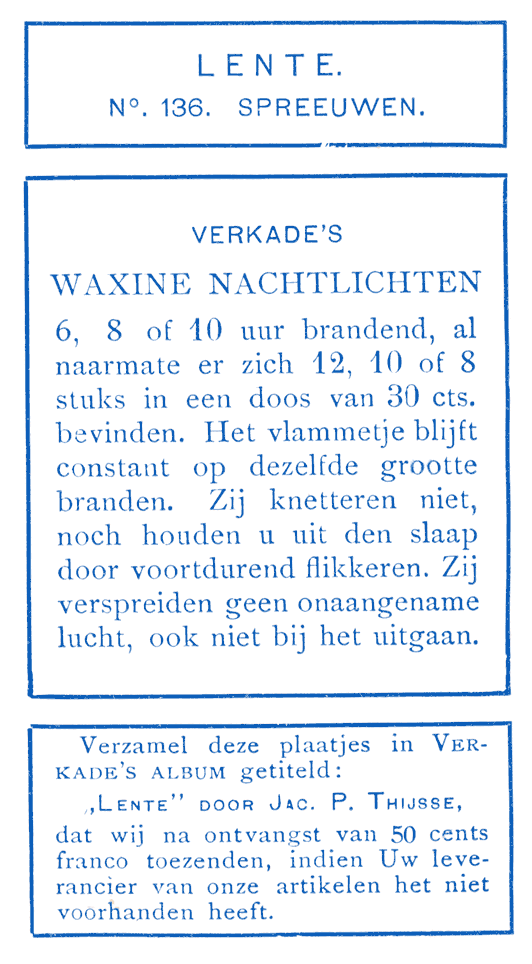 LENTE.
Nº. 136. SPREEUWEN.
VERKADE'S
WAXINE NACHTLICHTEN
6, 8 of 10 uur brandend, al
naarmate er zich 12, 10 of 8
stuks in een doos van 30 cts.
bevinden. Het vlammetje blijft
constant op dezelfde grootte
branden. Zij knetteren niet,
noch houden u uit den slaap
door voortdurend flikkeren. Zij
verspreiden geen onaangename
lucht, ook niet bij het uitgaan.
Verzamel deze plaatjes in VER-
KADE'S ALBUM getiteld:
„LENTE” DOOR JAC. P. THIJSSE,
dat wij na ontvangst van 50 cents
franco toezenden, indien Uw leve-
rancier van onze artikelen het niet
voorhanden heeft.